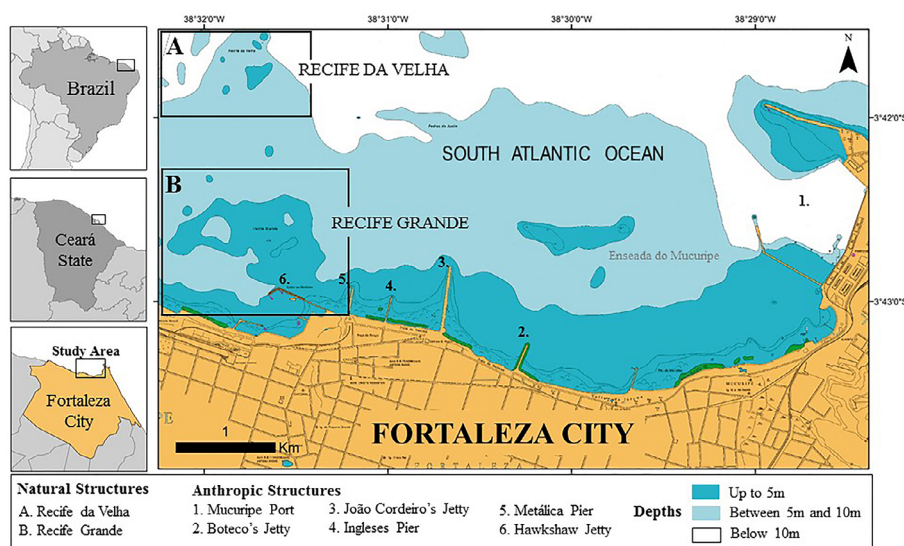 38°32'0"W
38°31'0"W
38°30'0"W
38°29'0"W
N
Brazil
A
RECIFE DA VELHA
3°42'0"S
SOUTH ATLANTIC OCEAN
B
RECIFE GRANDE
1.
Enseada do Mucuripe
Ceará
State
6.
5.
4.
3.
3°43'0"S
2.
Study Area
Fortaleza
City
MUCURIPE
1
Km
FORTALEZA CITY
FORTALEZA
Natural Structures
A. Recife da Velha
B. Recife Grande
Anthropic Structures
1. Mucuripe Port
2. Boteco's Jetty
3. João Cordeiro's Jetty
4. Ingleses Pier
5. Metálica Pier
6. Hawkshaw Jetty
Depths
Up to 5m
Between 5m and 10m
Below 10m